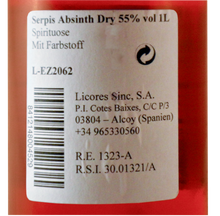 Serpis Absinth Dry 55% vol 1L
Spirituose
Mit Farbstoff
L-EZ2062
Licores Sinc, S.A.
P.I. Cotes Baixes, C/C P/3
03804 – Alcoy (Spanien)
+34 965330560
R.E. 1323-A
R.S.I. 30.01321/A